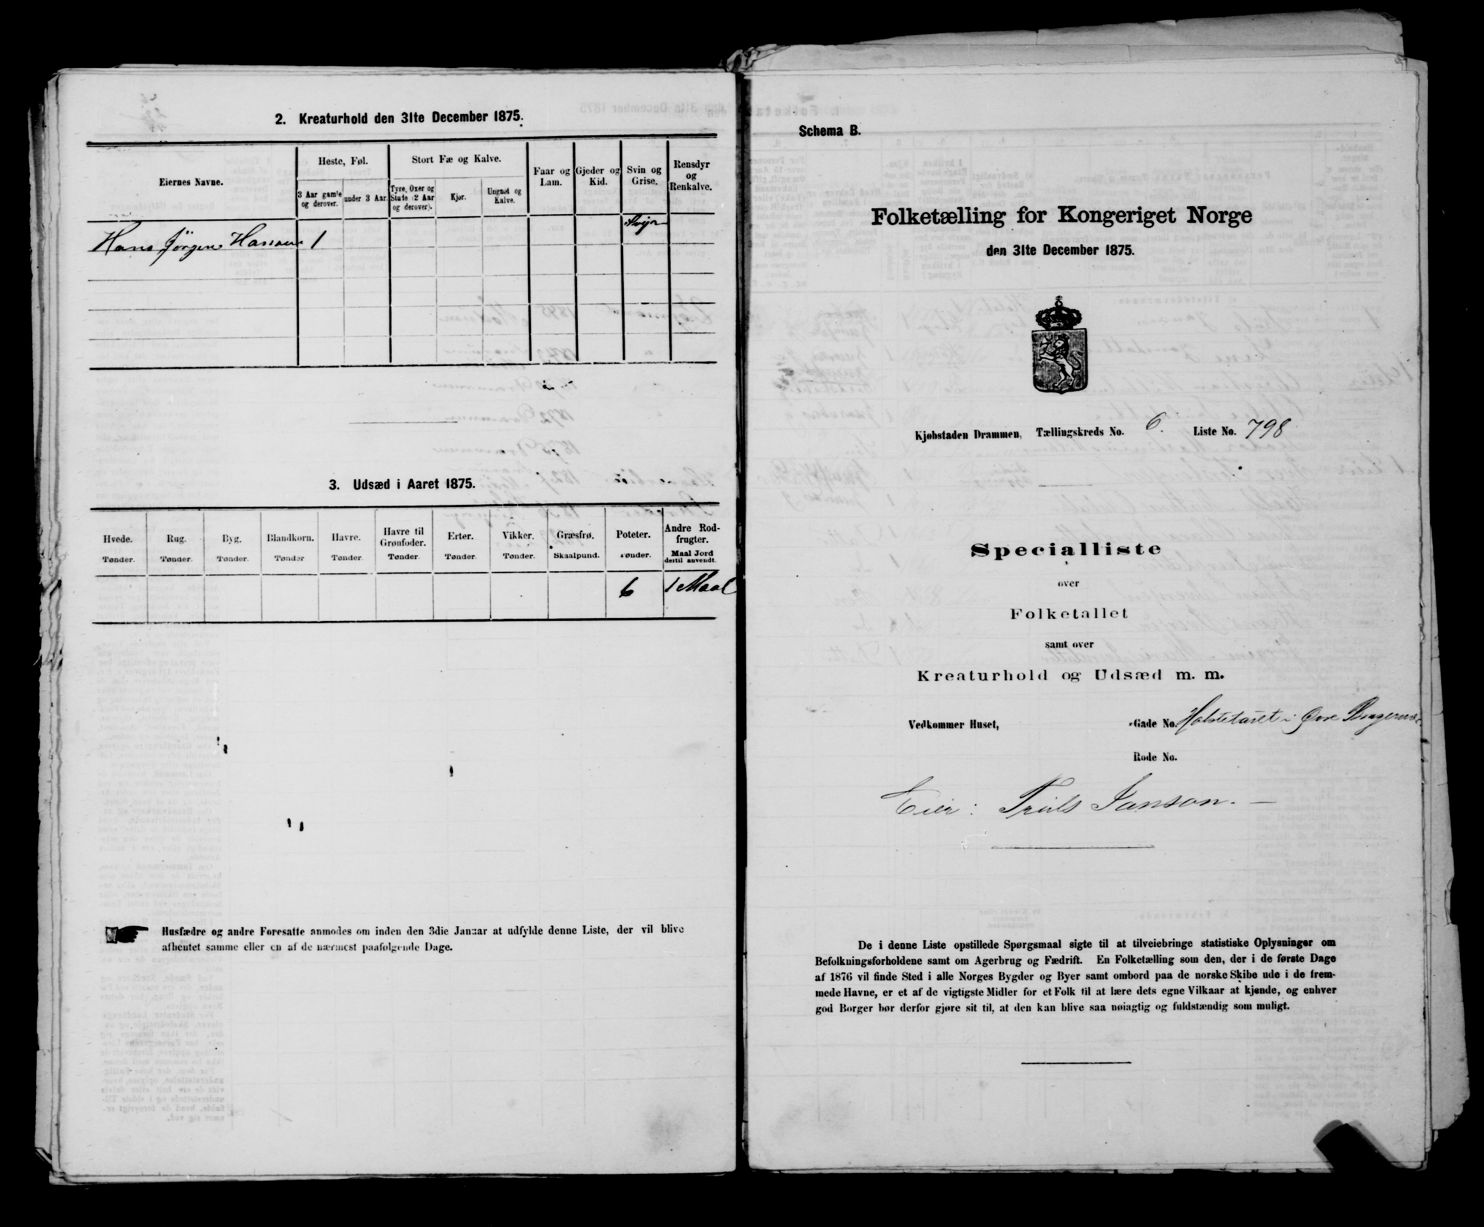 2. Kreaturhold den 31te December 1875.
Eiernes Navne.
Heste, Føl.
3 Aar gamle og derover.
under 3 Aar.
Stort Fæ og Kalve.
Tyre, Oxer og Stude (2 Aar og derover).
Kjør.
Ungnød og Kalve.
Faar og Lam.
Gjeder og Kid.
Svin og Grise.
Rensdyr og Renkalve.
Hans Jørgen Hansen 1
3. Udsæd i Aaret 1875.
Hvede. Tønder.
Rug. Tønder.
Byg. Tønder.
Blandkorn. Tønder
Havre. Tønder.
Havre til Grønfoder. Tønder.
Erter. Tønder.
Vikker. Tønder.
Græsfrø. Skaalpund.
Poteter. Tønder.
Andre Rodfrugter. Maal Jord dertil anvendt.
6 1 Maal
Husfædre og andre Foresatte anmodes om inden den 3die Januar at udfylde denne Liste, der vil blive
afhentet samme eller en af de nærmest paafølgende Dage.
Schema B.
Folketælling for Kongeriget Norge
den 31te December 1875.
Kjøbstaden Drammen, Tællingskreds No. 6. Liste No. 798
Specialliste
over
Folketallet
samt over
Kreaturhold og Udsæd m. m.
Vedkommer Huset, Gade No. i Øvre
Rode No.
Eier: Truls Janson. —
De i denne Liste opstillede Spørgsmaal sigte til at tilveiebringe statistiske Oplysninger om
Befolkningsforholdene samt om Agerbrug og Fædrift. En Folketælling som den, der i de første Dage
af 1876 vil finde Sted i alle Norges Bygder og Byer samt ombord paa de norske Skibe ude i de frem-
mede Havne, er et af de vigtigste Midler for et Folk til at lære dets egne Vilkaar at kjende, og enhver
god Borger bør derfor gjøre sit til, at den kan blive saa nøiagtig og fuldstændig som muligt.